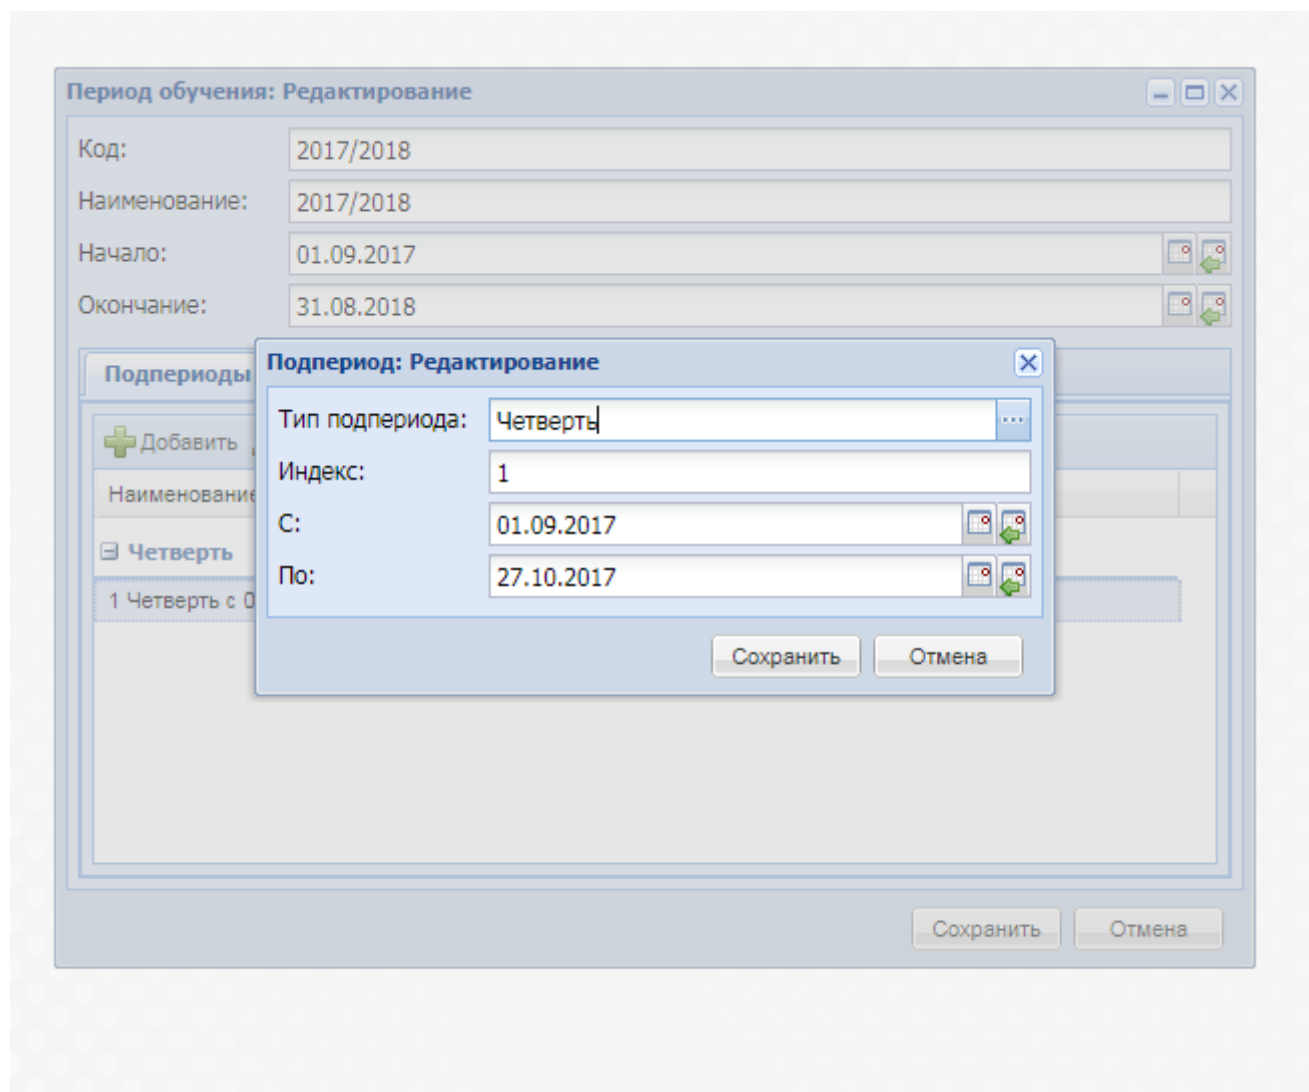 Период обучения: Редактирование
Код: 2017/2018
Наименование: 2017/2018
Начало: 01.09.2017
Окончание: 31.08.2018
Подпериоды
Добавить
Наименование
Четверть
1 Четверть с 0
Подпериод: Редактирование
Тип подпериода: Четверть ...
Индекс: 1
С: 01.09.2017
По: 27.10.2017
Сохранить Отмена
Сохранить Отмена